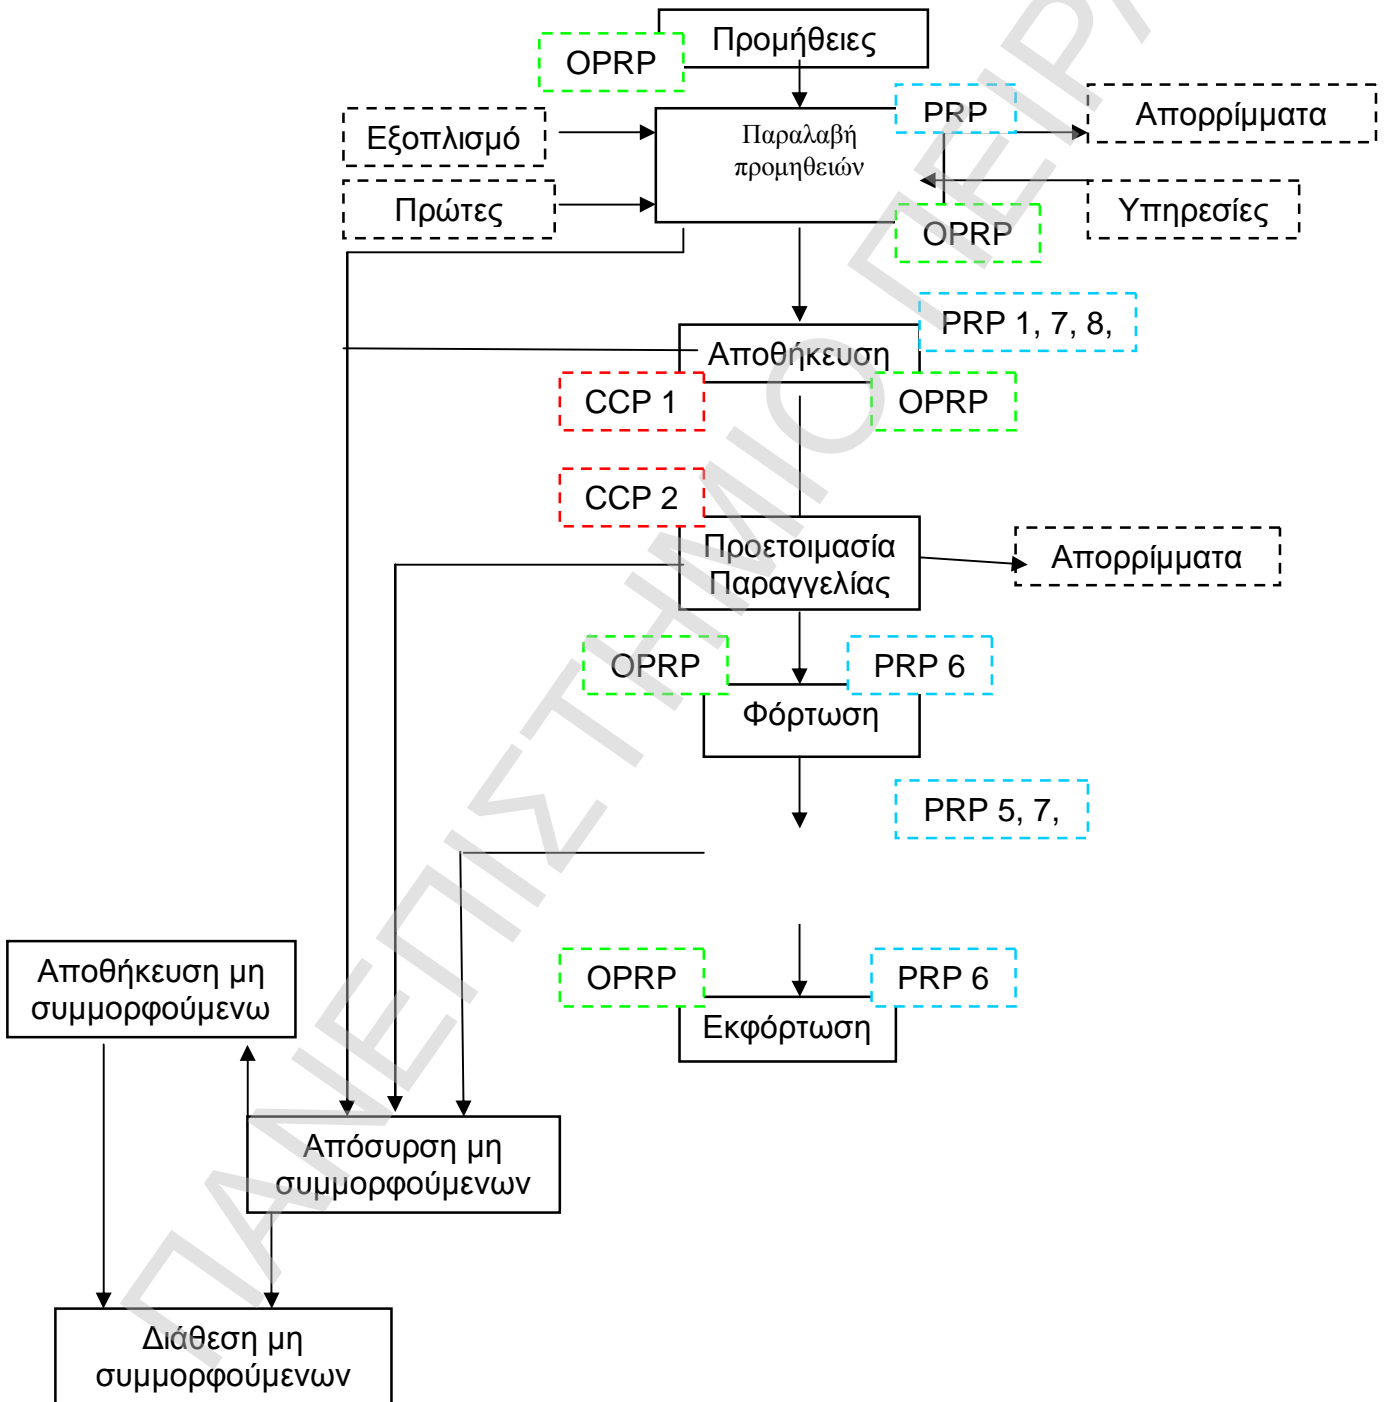 Προμήθειες
OPRP
PRP
Απορρίμματα
Εξοπλισμό
Παραλαβή
προμηθειών
Πρώτες
Υπηρεσίες
OPRP
PRP 1, 7, 8,
Αποθήκευση
CCP 1
OPRP
CCP 2
Προετοιμασία
Παραγγελίας
Απορρίμματα
OPRP
PRP 6
Φόρτωση
PRP 5, 7,
OPRP
PRP 6
Αποθήκευση μη
συμμορφούμενω
Εκφόρτωση
Απόσυρση μη
συμμορφούμενων
Διάθεση μη
συμμορφούμενων
ΠΑΝΕΠΙΣΤΗΜΙΟ ΠΕΙΡΑ